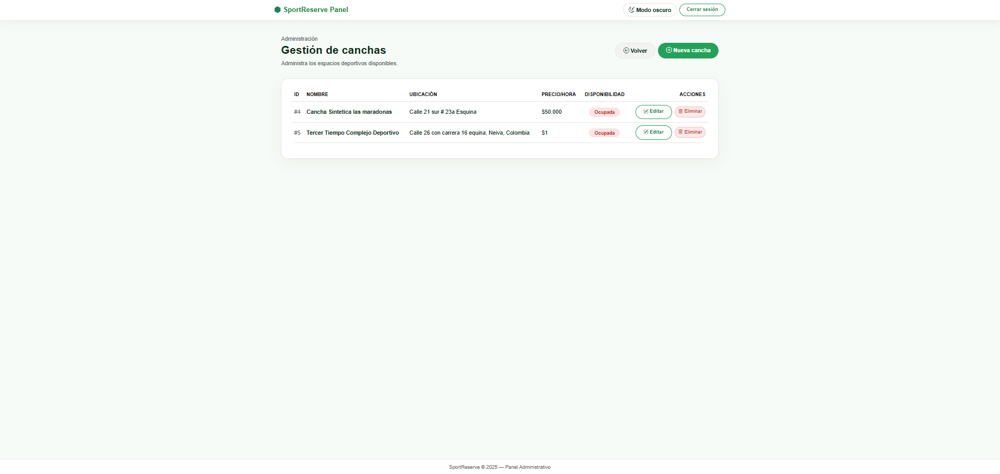 SportReserve Panel
Modo oscuro
Cerrar sesión
Administración
Gestión de canchas
Administra los espacios deportivos disponibles.
Volver
Nueva cancha
ID NOMBRE UBICACIÓN PRECIO/HORA DISPONIBILIDAD ACCIONES
#4 Cancha Sintetica las maradonas Calle 21 sur # 23a Esquina $50.000 Ocupada Editar Eliminar
#5 Tercer Tiempo Complejo Deportivo Calle 26 con carrera 16 equina, Neiva, Colombia $1 Ocupada Editar Eliminar
SportReserve © 2025 — Panel Administrativo